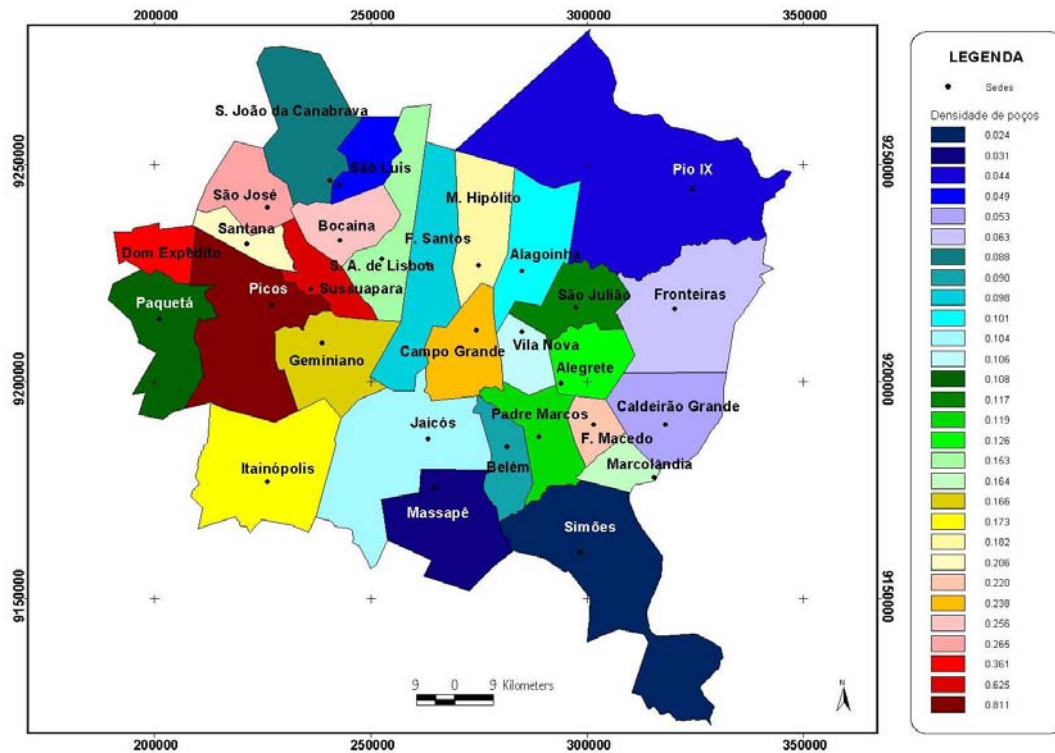 200000 250000 300000 350000
9250000 9250000
9200000 9200000
9150000 9150000
S. João da Canabrava
São Luis
Pio IX
São José
M. Hipólito
Santana
Bocaina
Dom Expedito
F. Santos
Alagoinha
S. A. de Lisboa
Sussuapara
Paquetá
Picos
São Julião
Fronteiras
Vila Nova
Geminiano
Campo Grande
Alegrete
Caldeirão Grande
Padre Marcos
Jaicós
F. Macedo
Marcolândia
Itainópolis
Belém
Massapê
Simões
9 0 9 Kilometers
N
200000 250000 300000 350000
LEGENDA
Sedes
Densidade de poços
0.024
0.031
0.044
0.049
0.053
0.063
0.088
0.090
0.098
0.101
0.104
0.106
0.108
0.117
0.119
0.126
0.163
0.164
0.166
0.173
0.182
0.206
0.220
0.238
0.256
0.265
0.361
0.625
0.811